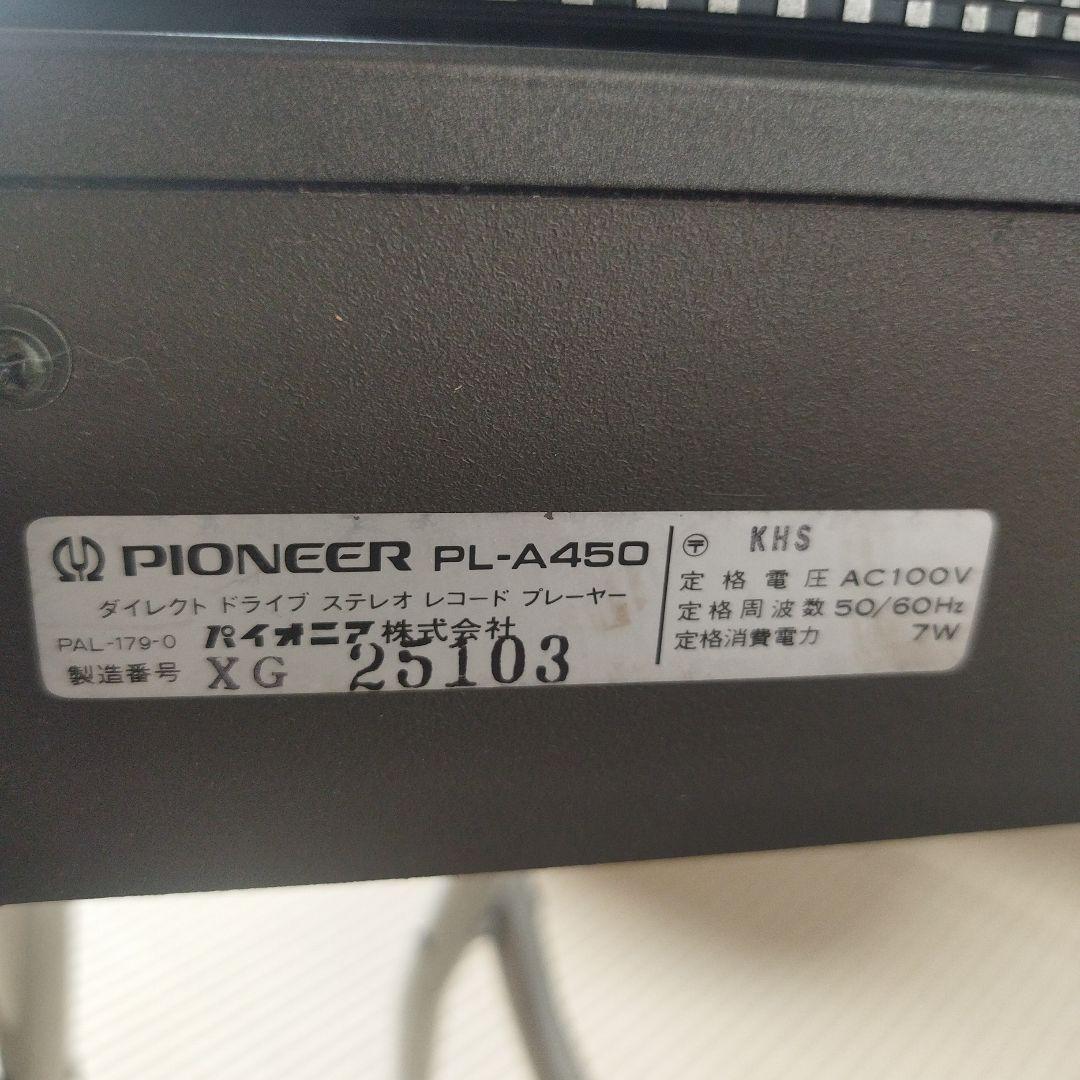 PIONEER PL-A450
ダイレクト ドライブ ステレオ レコード プレーヤー
PAL-179-0 パイオニア株式会社
製造番号 XG 25103
〒 KHS
定格電圧 AC100V
定格周波数 50/60Hz
定格消費電力 7W